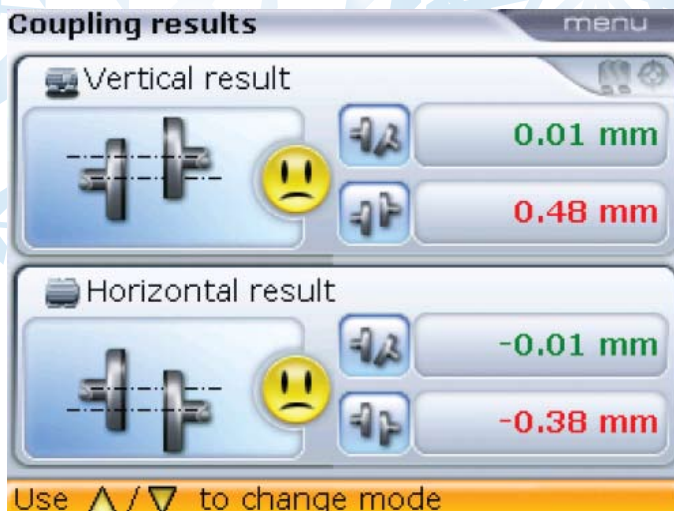 Coupling results
menu
Vertical result
0.01 mm
0.48 mm
Horizontal result
-0.01 mm
-0.38 mm
Use △/▽ to change mode